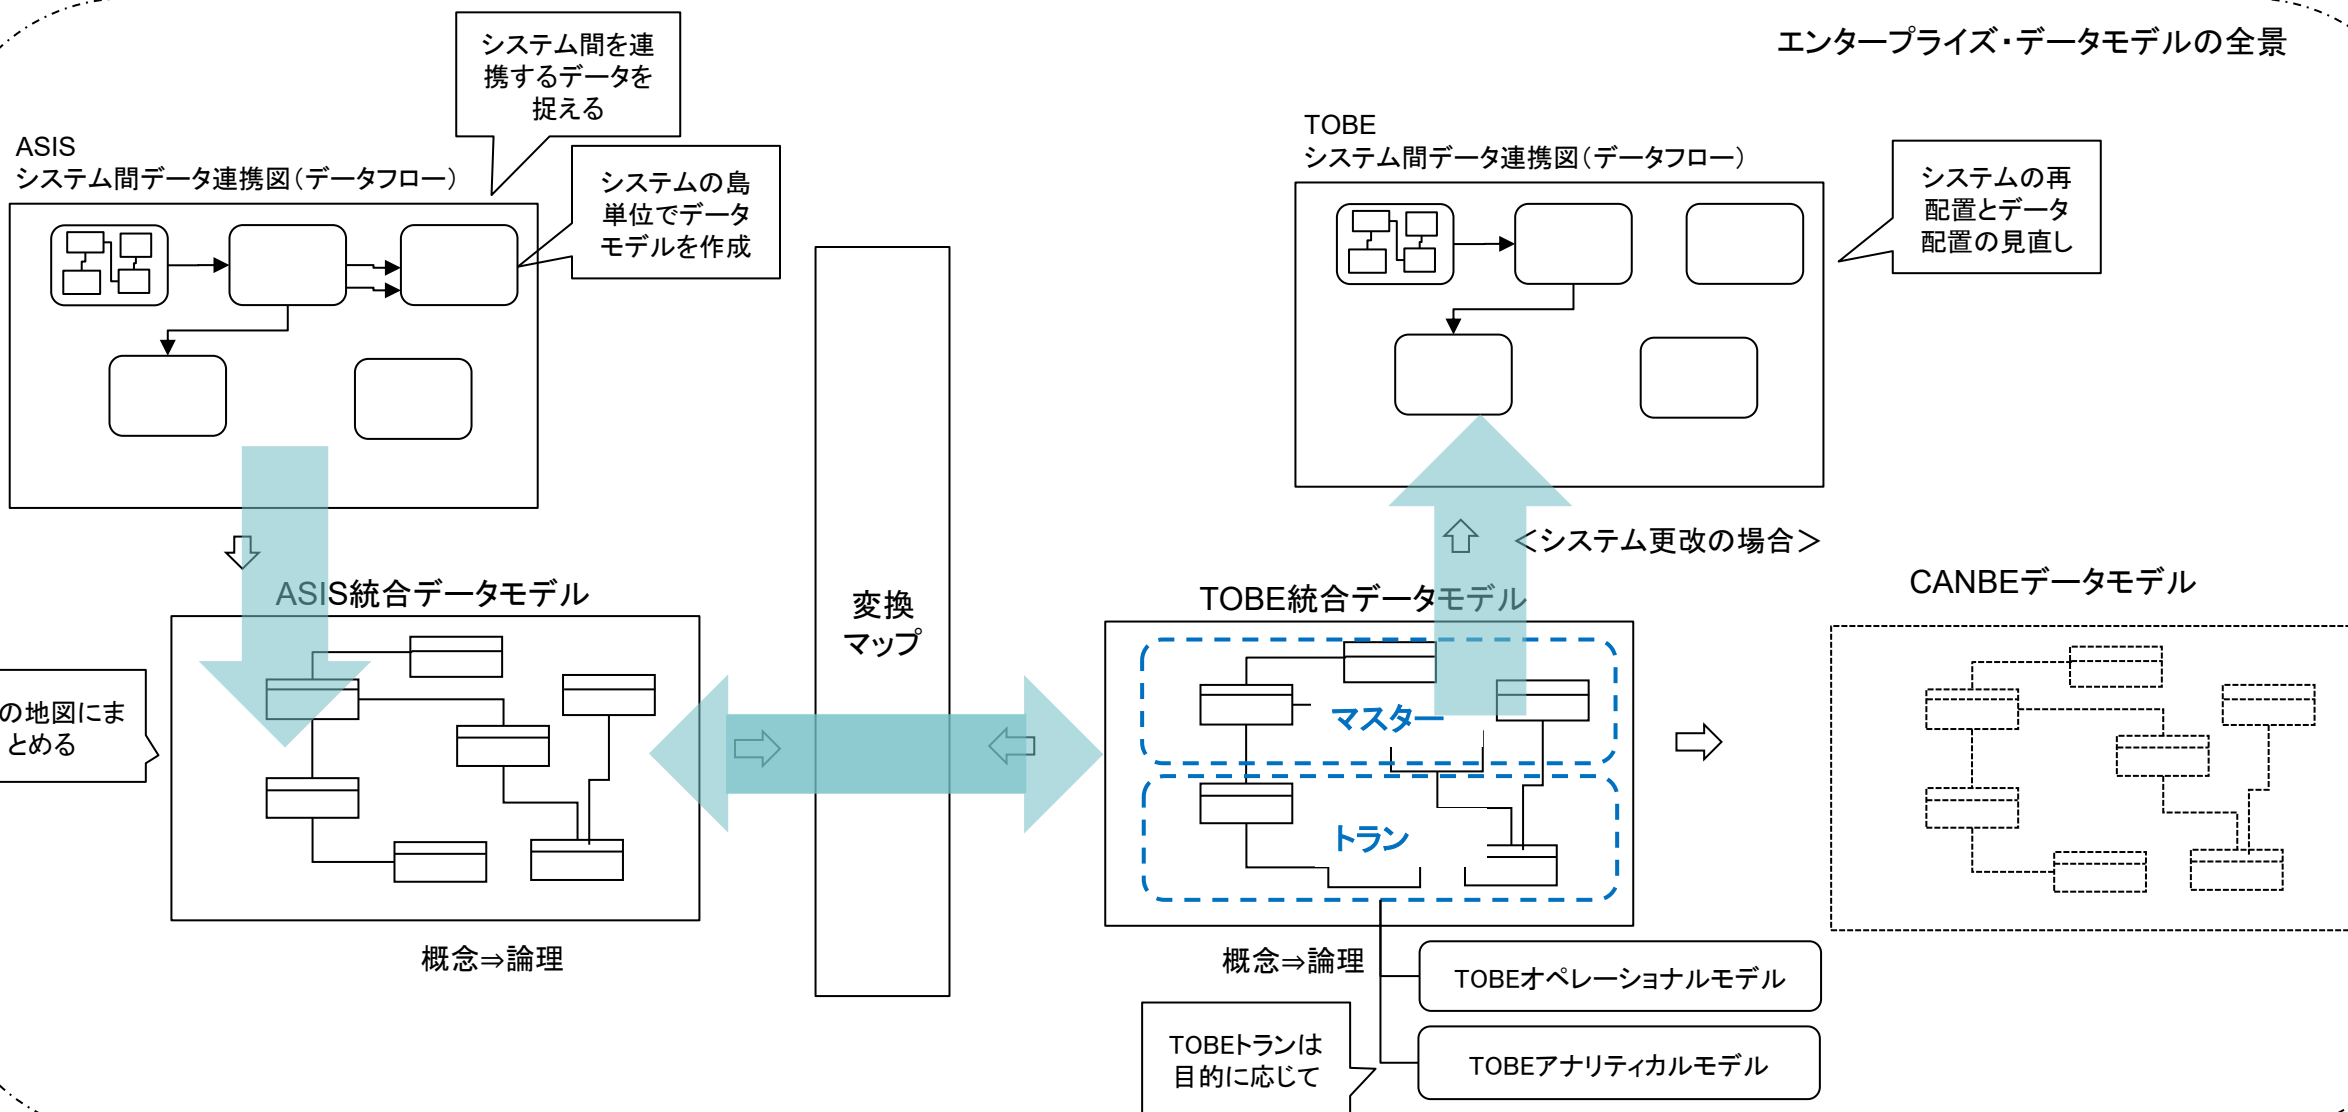 エンタープライズ・データモデルの全景
システム間を連
携するデータを
捉える
ASIS
システム間データ連携図（データフロー）
システムの島
単位でデータ
モデルを作成
TOBE
システム間データ連携図（データフロー）
システムの再
配置とデータ
配置の見直し
変換
マップ
＜システム更改の場合＞
ASIS統合データモデル
TOBE統合データモデル
CANBEデータモデル
の地図にま
とめる
マスター
トラン
概念⇒論理
概念⇒論理
TOBEオペレーショナルモデル
TOBEトランは
目的に応じて
TOBEアナリティカルモデル